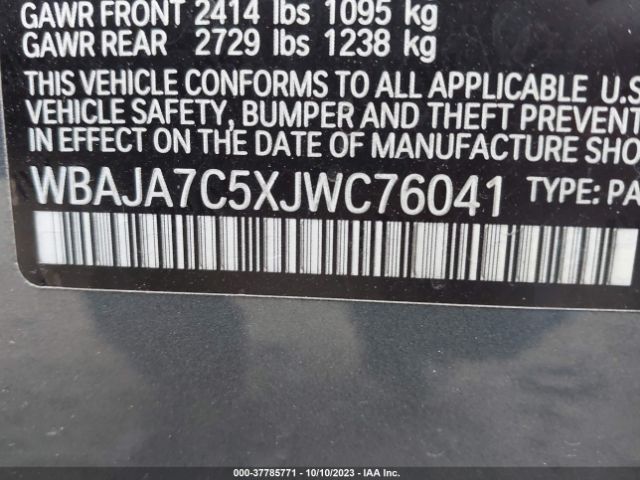 GAWR FRONT 2414 lbs 1095 kg
GAWR REAR 2729 lbs 1238 kg
THIS VEHICLE CONFORMS TO ALL APPLICABLE U.S
VEHICLE SAFETY, BUMPER AND THEFT PREVENT
IN EFFECT ON THE DATE OF MANUFACTURE SHO
WBAJA7C5XJWC76041 TYPE: PA
000-37785771 - 10/10/2023 - IAA Inc.